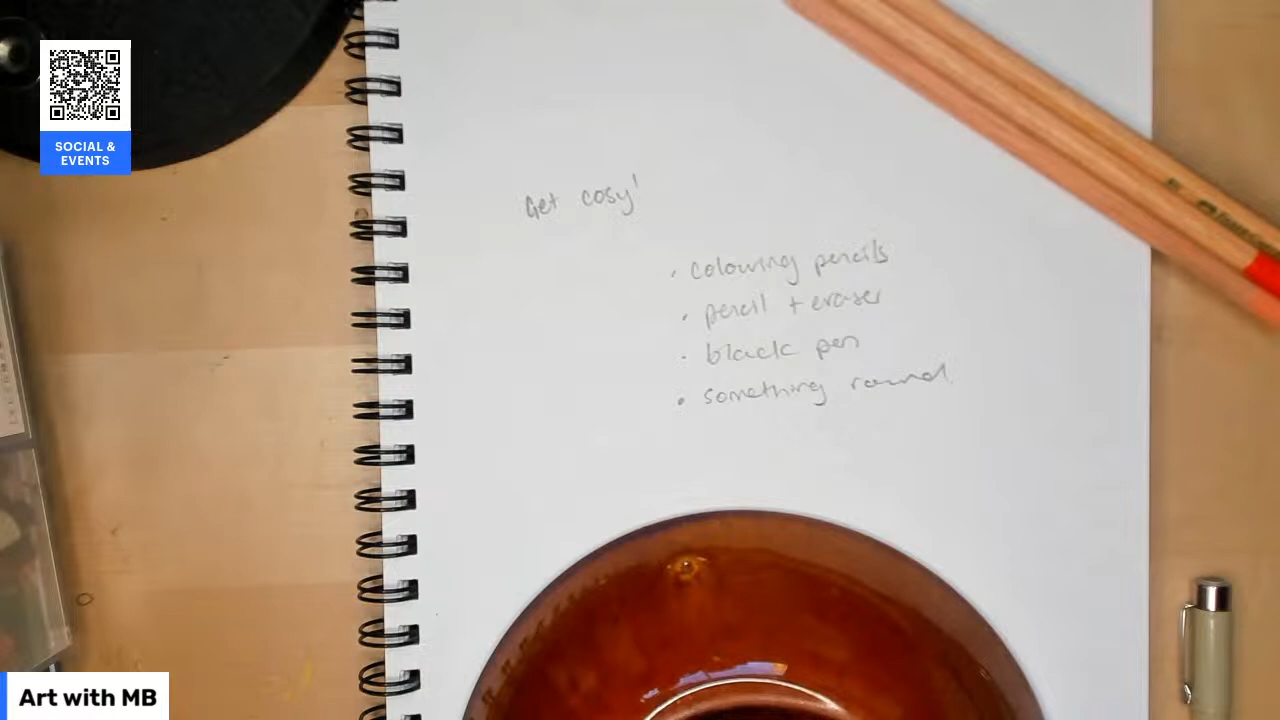 SOCIAL &
EVENTS
Get cosy!
• colouring pencils
• pencil + eraser
• black pen
• something round
Art with MB